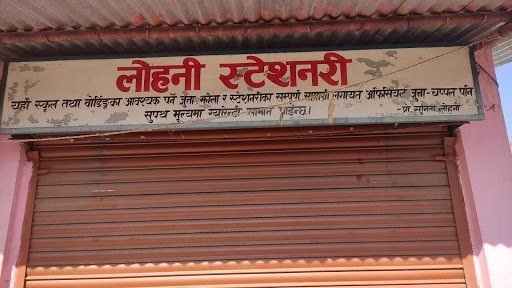 लोहनी स्टेशनरी
यहाँ स्कूल तथा वोर्डिङ्का आवश्यक पर्ने जुत्ता झोला र स्टेशनरीका सम्पुर्ण सामाग्री लगायत अफिसियल जुत्ता-चप्पल पनि
सुपथ मूल्यमा ग्यारेन्टी सामान पाईन्छ।
-प्रो. सुनिता लोहनी